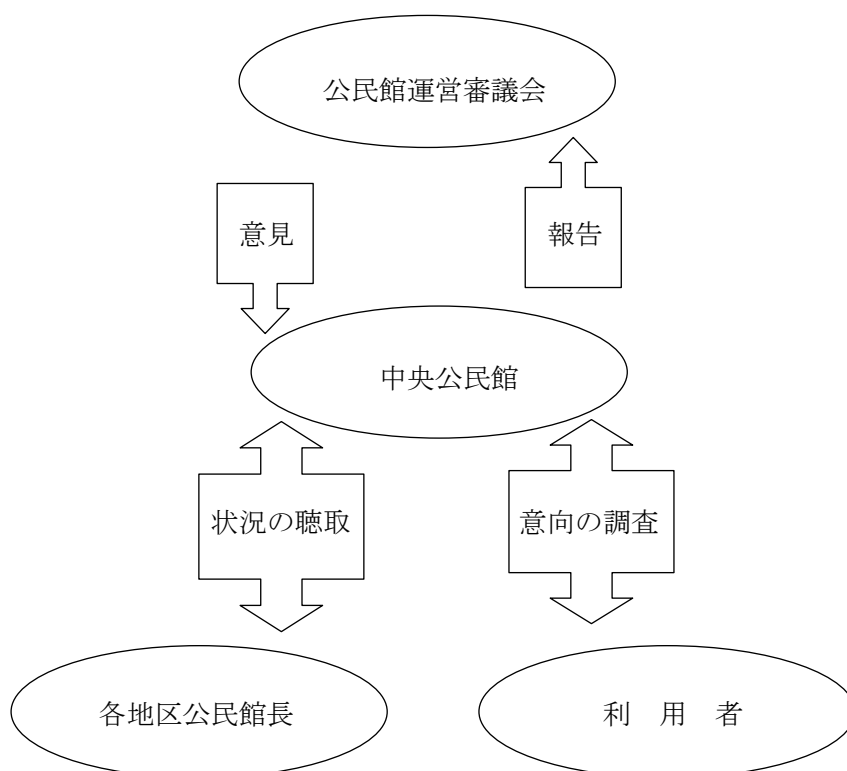 公民館運営審議会
意見
報告
中央公民館
状況の聴取
意向の調査
各地区公民館長
利　用　者